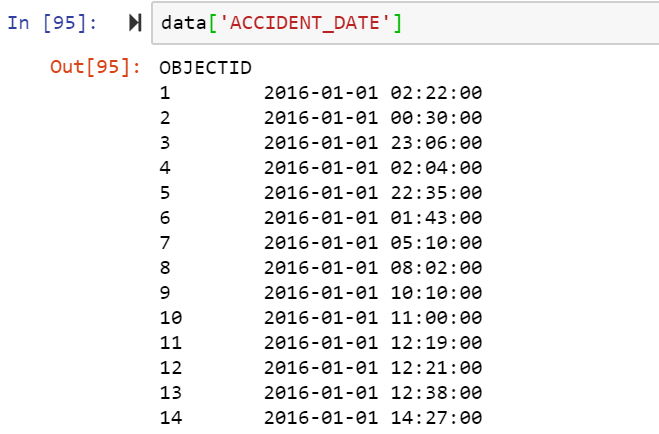 In [95]: data['ACCIDENT_DATE']
Out[95]: OBJECTID
1 2016-01-01 02:22:00
2 2016-01-01 00:30:00
3 2016-01-01 23:06:00
4 2016-01-01 02:04:00
5 2016-01-01 22:35:00
6 2016-01-01 01:43:00
7 2016-01-01 05:10:00
8 2016-01-01 08:02:00
9 2016-01-01 10:10:00
10 2016-01-01 11:00:00
11 2016-01-01 12:19:00
12 2016-01-01 12:21:00
13 2016-01-01 12:38:00
14 2016-01-01 14:27:00